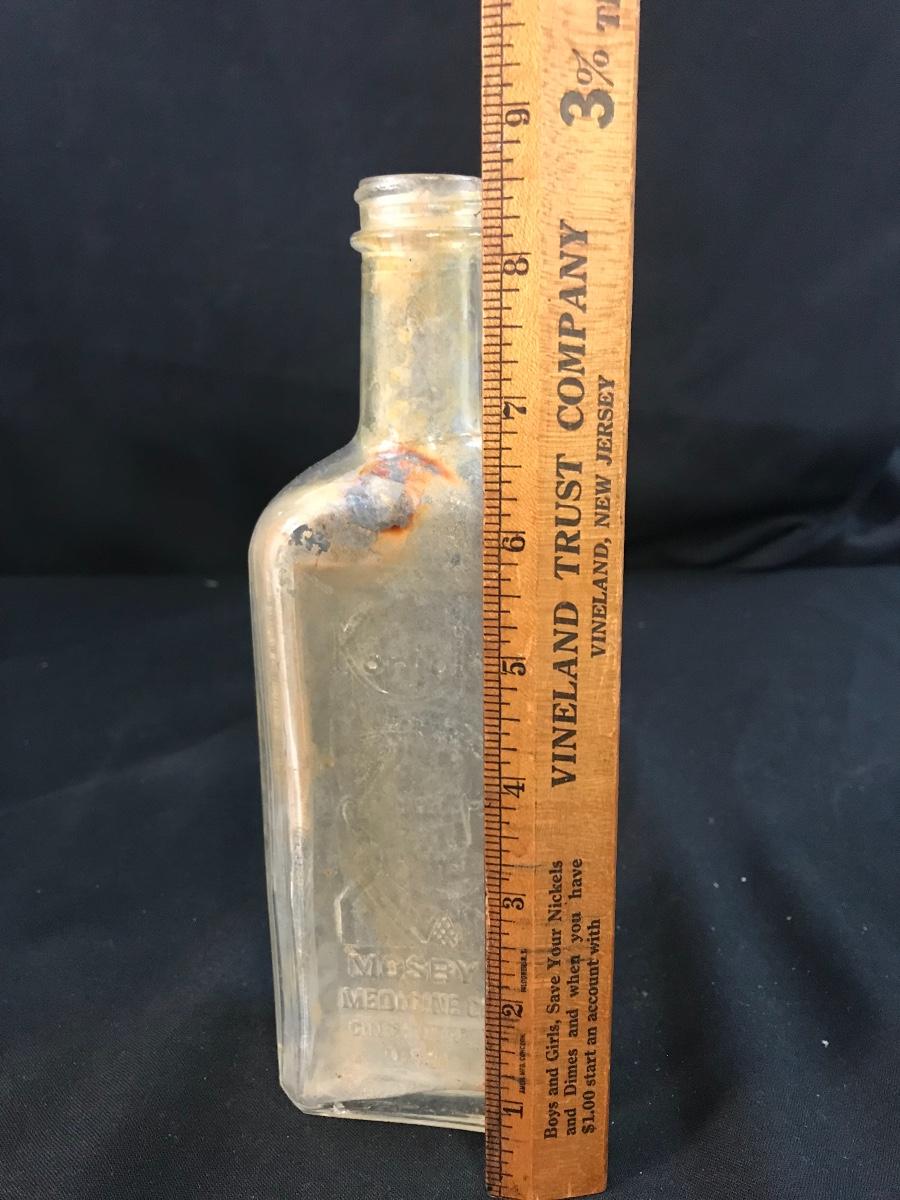 9
8
7
6
5
4
3
2
1
3%
VINELAND TRUST COMPANY
VINELAND, NEW JERSEY
Boys and Girls, Save Your Nickels
and Dimes and when you have
$1.00 start an account with
MOSBY
MEDICINE